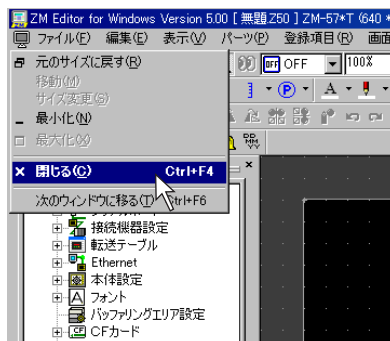 ZM Editor for Windows Version 5.00 [ 無題.Z50 ] ZM-57*T (640 *
ファイル(F) 編集(E) 表示(V) パーツ(P) 登録項目(R) 画面
元のサイズに戻す(R)
OFF OFF 100%
移動(M)
サイズ変更(S)
P A
最小化(N)
最大化(X)
閉じる(C) Ctrl+F4
次のウィンドウに移る(T) Ctrl+F6
接続機器設定
転送テーブル
Ethernet
本体設定
A フォント
バッファリングエリア設定
CFカード